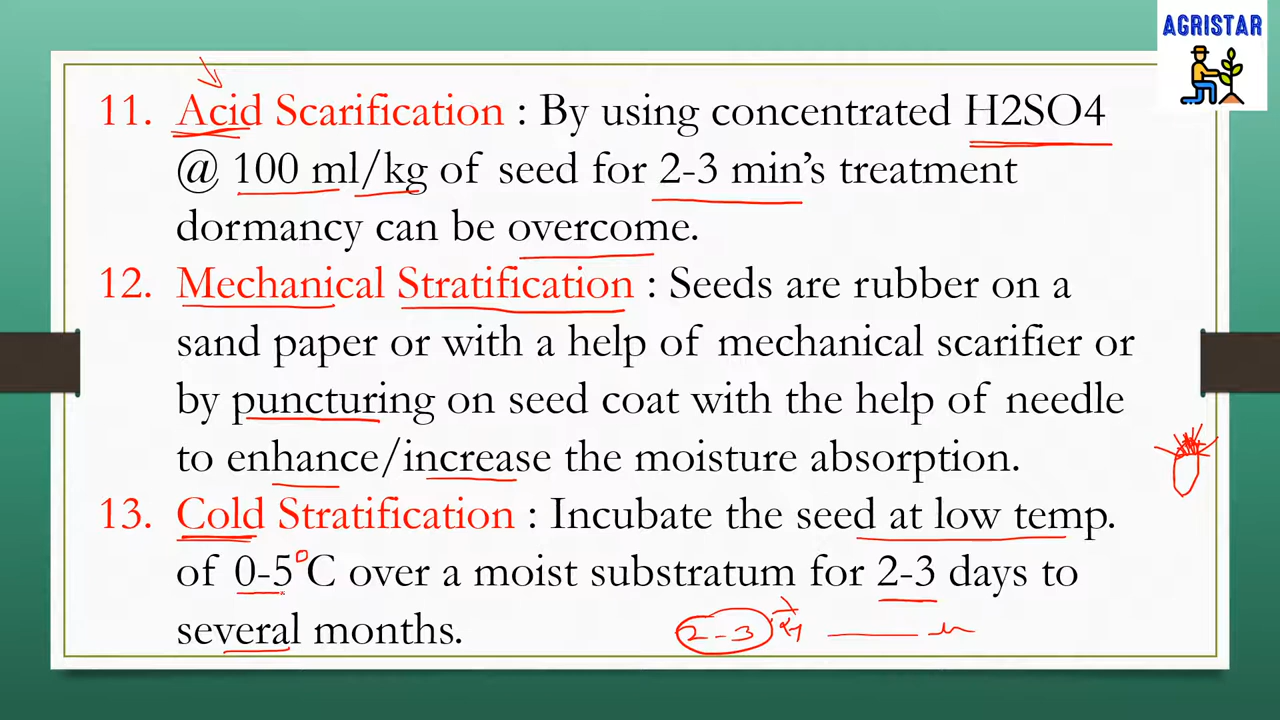 AGRISTAR
11. Acid Scarification : By using concentrated H2SO4
@ 100 ml/kg of seed for 2-3 min’s treatment
dormancy can be overcome.
12. Mechanical Stratification : Seeds are rubber on a
sand paper or with a help of mechanical scarifier or
by puncturing on seed coat with the help of needle
to enhance/increase the moisture absorption.
13. Cold Stratification : Incubate the seed at low temp.
of 0-5°C over a moist substratum for 2-3 days to
several months.
2-3